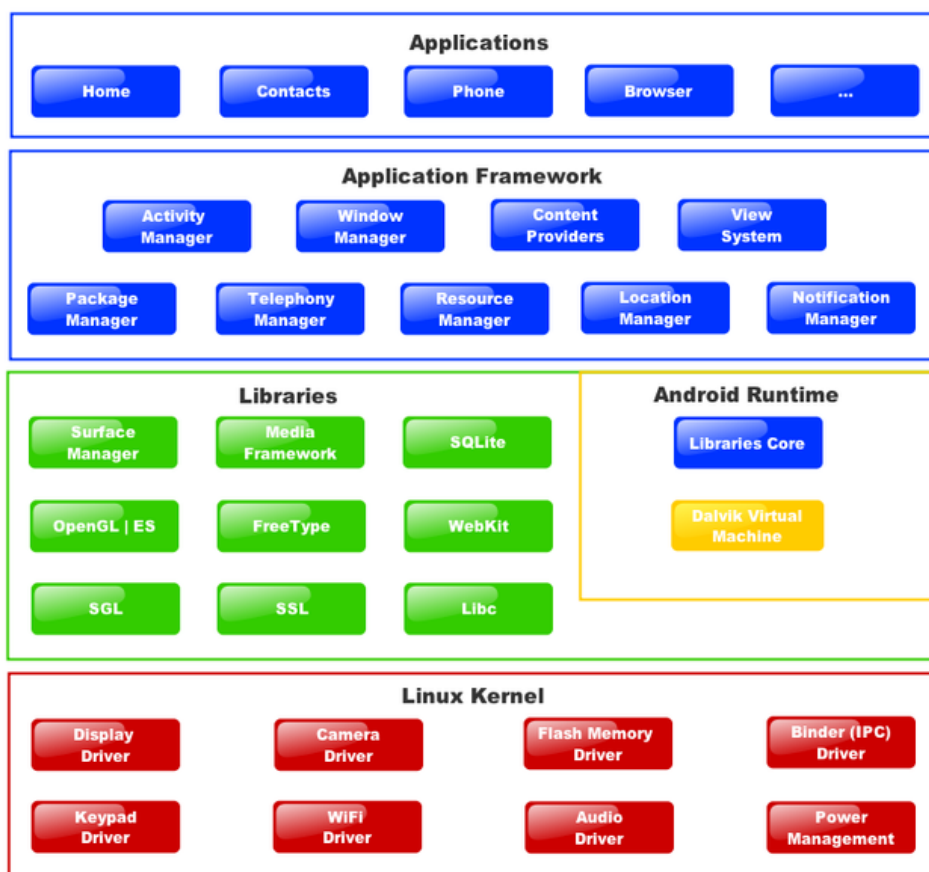 Applications
Home
Contacts
Phone
Browser
...
Application Framework
Activity
Manager
Window
Manager
Content
Providers
View
System
Package
Manager
Telephony
Manager
Resource
Manager
Location
Manager
Notification
Manager
Libraries
Surface
Manager
Media
Framework
SQLite
OpenGL | ES
FreeType
WebKit
SGL
SSL
Libc
Android Runtime
Libraries Core
Dalvik Virtual
Machine
Linux Kernel
Display
Driver
Camera
Driver
Flash Memory
Driver
Binder (IPC)
Driver
Keypad
Driver
WiFi
Driver
Audio
Driver
Power
Management